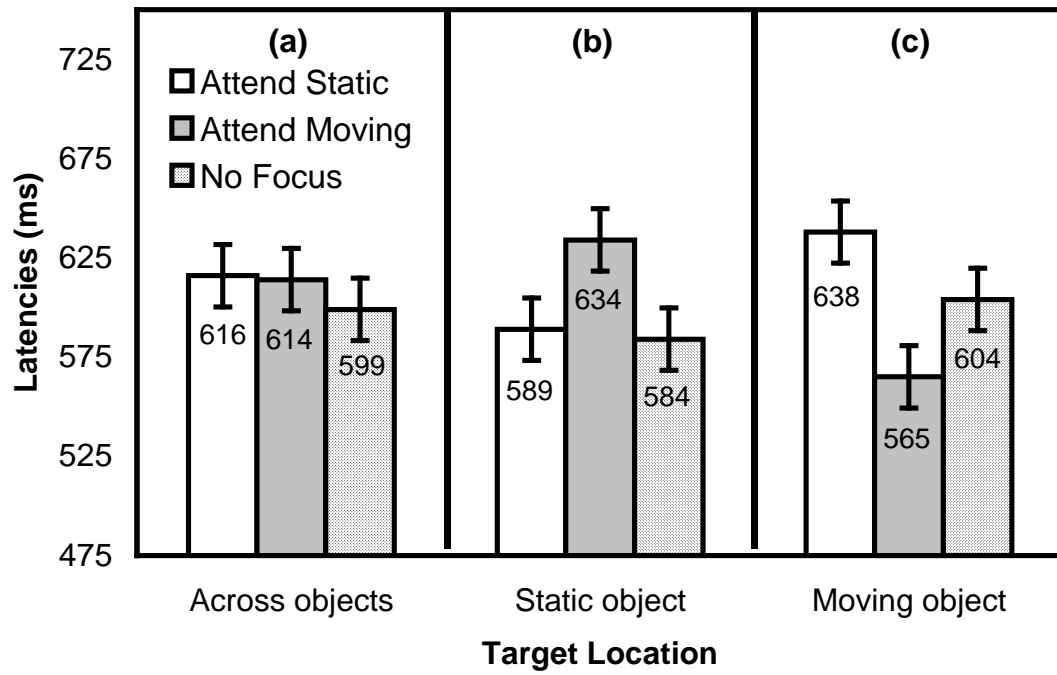 (a) (b) (c)
725
Attend Static
Attend Moving
675
No Focus
Latencies (ms)
625
616
614
599
589
634
584
638
565
604
575
525
475
Across objects Static object Moving object
Target Location